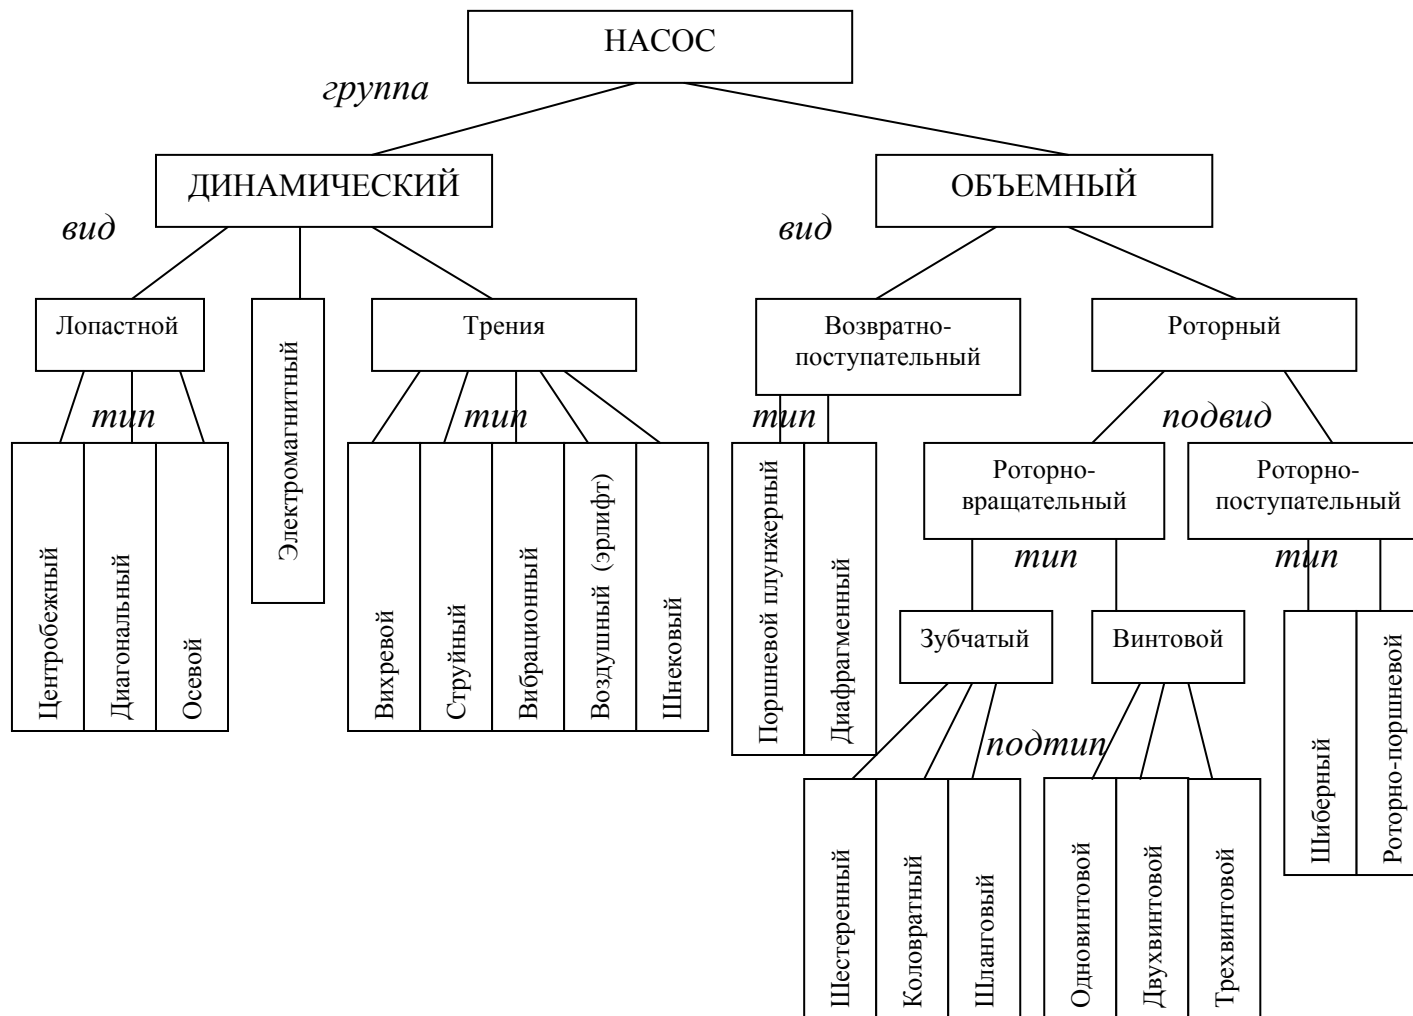 НАСОС
группа
ДИНАМИЧЕСКИЙ
ОБЪЕМНЫЙ
вид
вид
Лопастной
Электромагнитный
Трения
Возвратно-
поступательный
Роторный
тип
тип
тип
подвид
Центробежный
Диагональный
Осевой
Вихревой
Струйный
Вибрационный
Воздушный (эрлифт)
Шнековый
Поршневой плунжерный
Диафрагменный
Роторно-
вращательный
Роторно-
поступательный
тип
тип
Зубчатый
Винтовой
Шиберный
Роторно-поршневой
подтип
Шестеренный
Коловратный
Шланговый
Одновинтовой
Двухвинтовой
Трехвинтовой